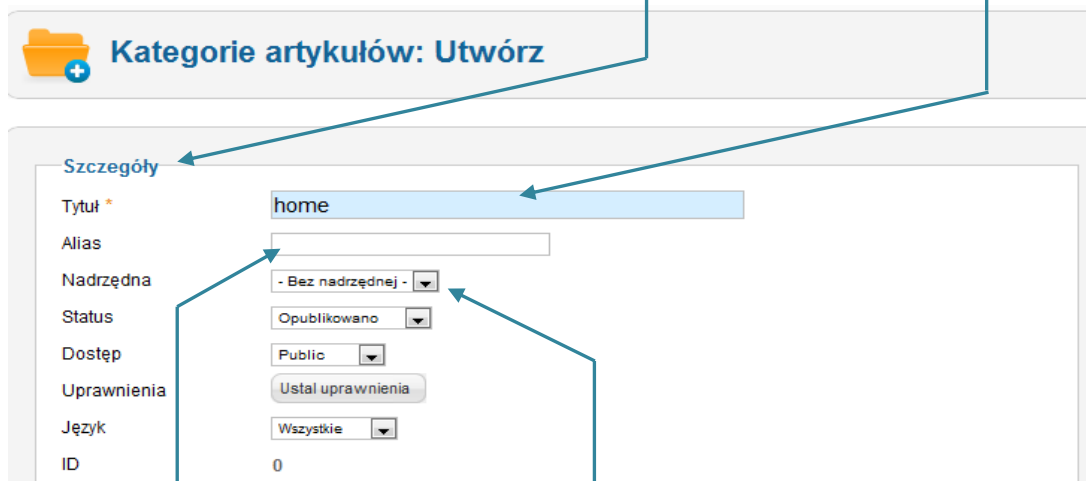 Kategorie artykułów: Utwórz
Szczegóły
Tytuł * home
Alias
Nadrzędna - Bez nadrzędnej -
Status Opublikowano
Dostęp Public
Uprawnienia Ustal uprawnienia
Język Wszystkie
ID 0